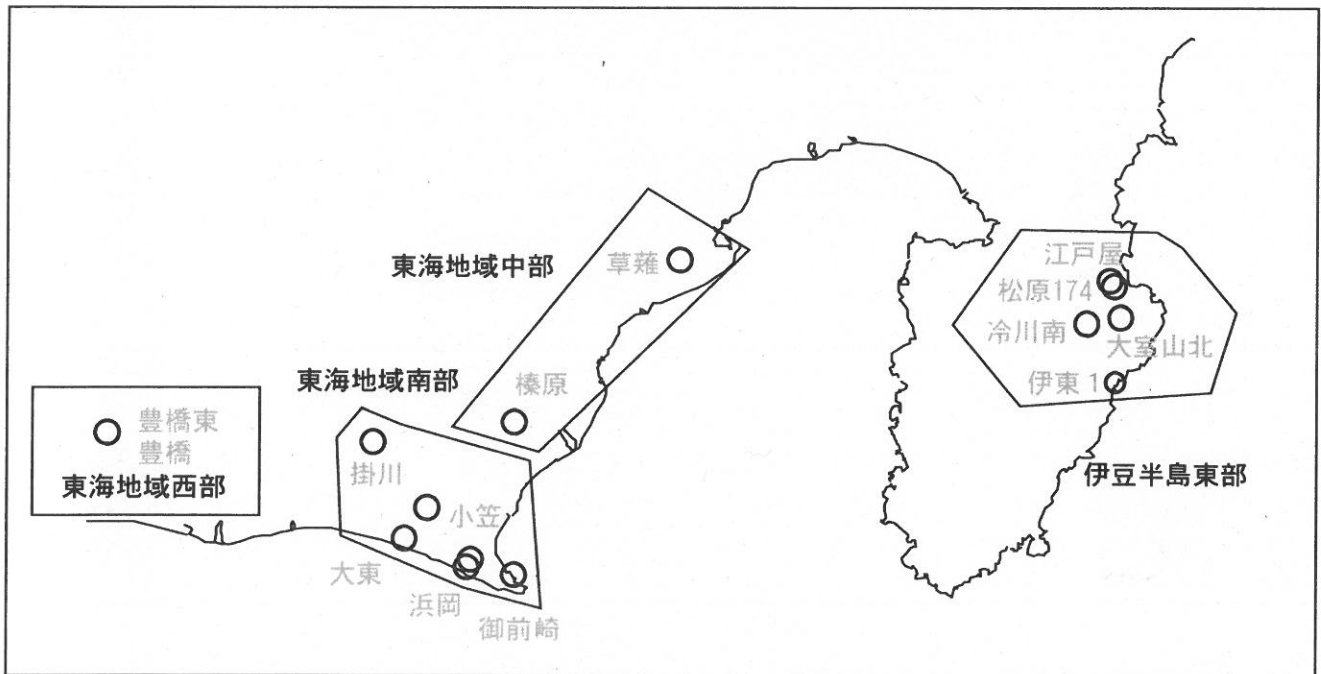 江戸屋
東海地域中部
草薙
松原174
冷川南
大室山北
東海地域南部
榛原
伊東1
豊橋東
豊橋
掛川
東海地域西部
伊豆半島東部
小笠
大東
浜岡
御前崎